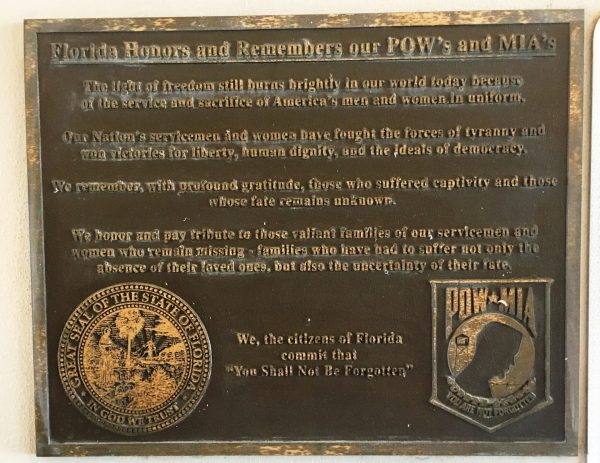 Florida Honors and Remembers our POW's and MIA's
The light of freedom still burns brightly in our world today because
of the service and sacrifice of America's men and women in uniform.
Our Nation's servicemen and women have fought the forces of tyranny and
won victories for liberty, human dignity, and the ideals of democracy.
We remember, with profound gratitude, those who suffered captivity and those
whose fate remains unknown.
We honor and pay tribute to those valiant families of our servicemen and
women who remain missing - families who have had to suffer not only the
absence of their loved ones, but also the uncertainty of their fate.
GREAT SEAL OF THE STATE OF FLORIDA
IN GOD WE TRUST
We, the citizens of Florida
commit that
"You Shall Not Be Forgotten"
POW★MIA
YOU ARE NOT FORGOTTEN